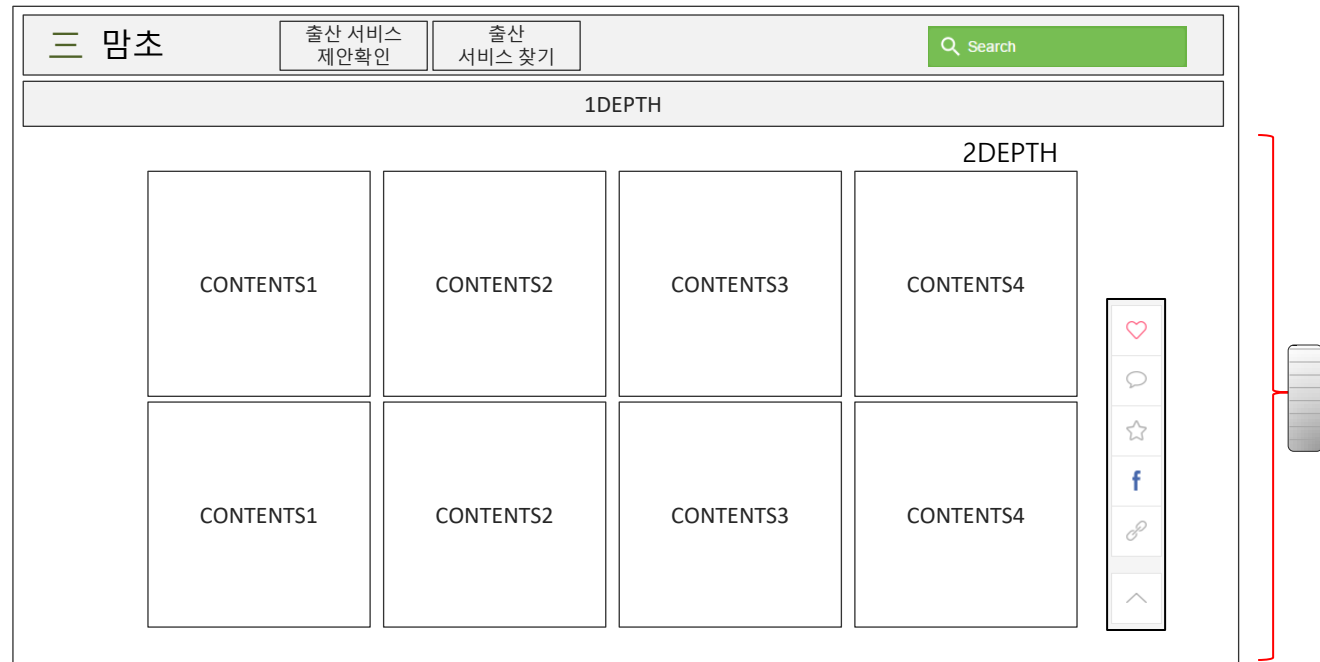 三 맘초
출산 서비스
제안확인
출산
서비스 찾기
Search
1DEPTH
2DEPTH
CONTENTS1
CONTENTS2
CONTENTS3
CONTENTS4
CONTENTS1
CONTENTS2
CONTENTS3
CONTENTS4
f